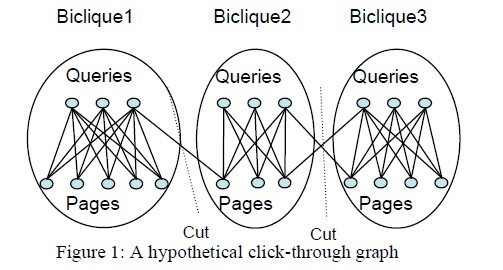 Biclique1 Biclique2 Biclique3
Queries Queries Queries
Pages Pages Pages
Cut Cut
Figure 1: A hypothetical click-through graph